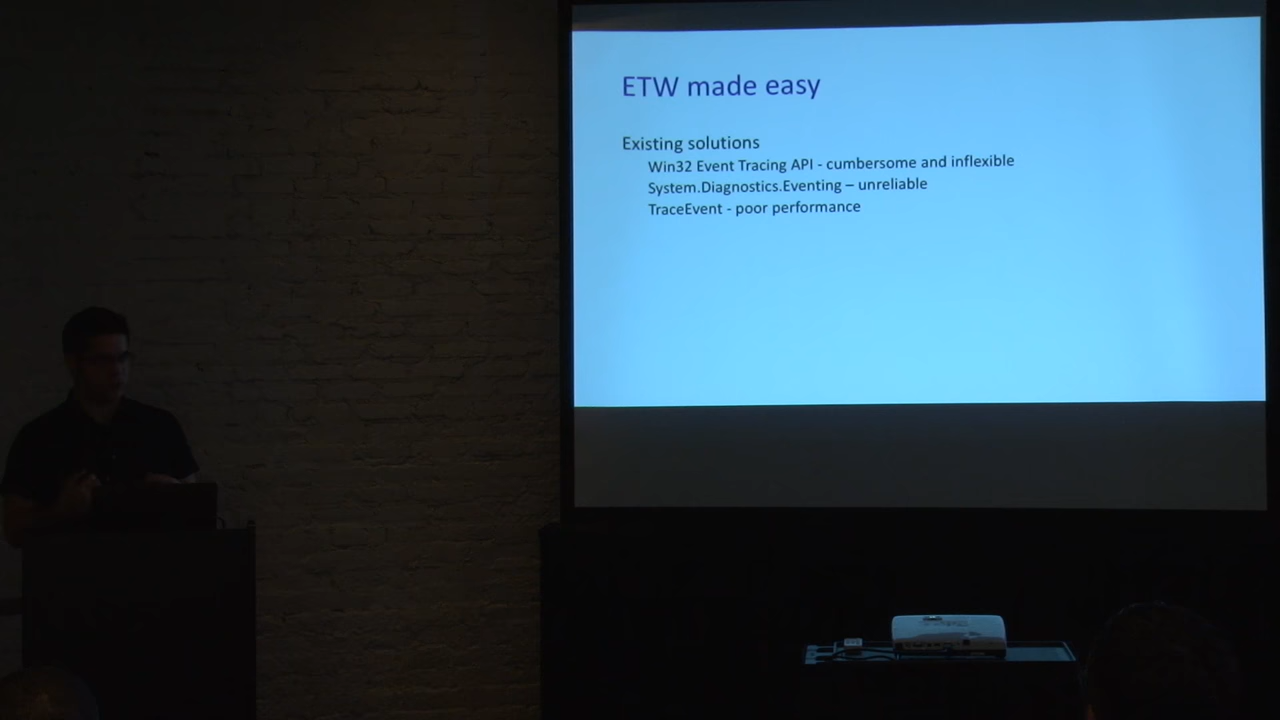 ETW made easy
Existing solutions
Win32 Event Tracing API - cumbersome and inflexible
System.Diagnostics.Eventing – unreliable
TraceEvent - poor performance